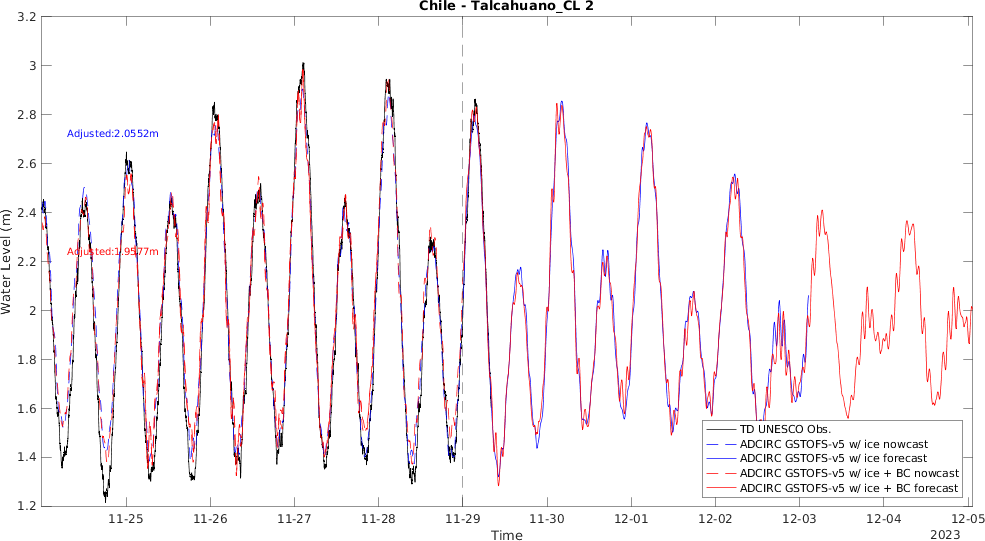 Chile - Talcahuano_CL 2
3.2
3
2.8
2.6
2.4
2.2
2
1.8
1.6
1.4
1.2
Water Level (m)
Adjusted:2.0552m
Adjusted:1.9577m
TD UNESCO Obs.
ADCIRC GSTOFS-v5 w/ ice nowcast
ADCIRC GSTOFS-v5 w/ ice forecast
ADCIRC GSTOFS-v5 w/ ice + BC nowcast
ADCIRC GSTOFS-v5 w/ ice + BC forecast
11-25 11-26 11-27 11-28 11-29 11-30 12-01 12-02 12-03 12-04 12-05
Time
2023